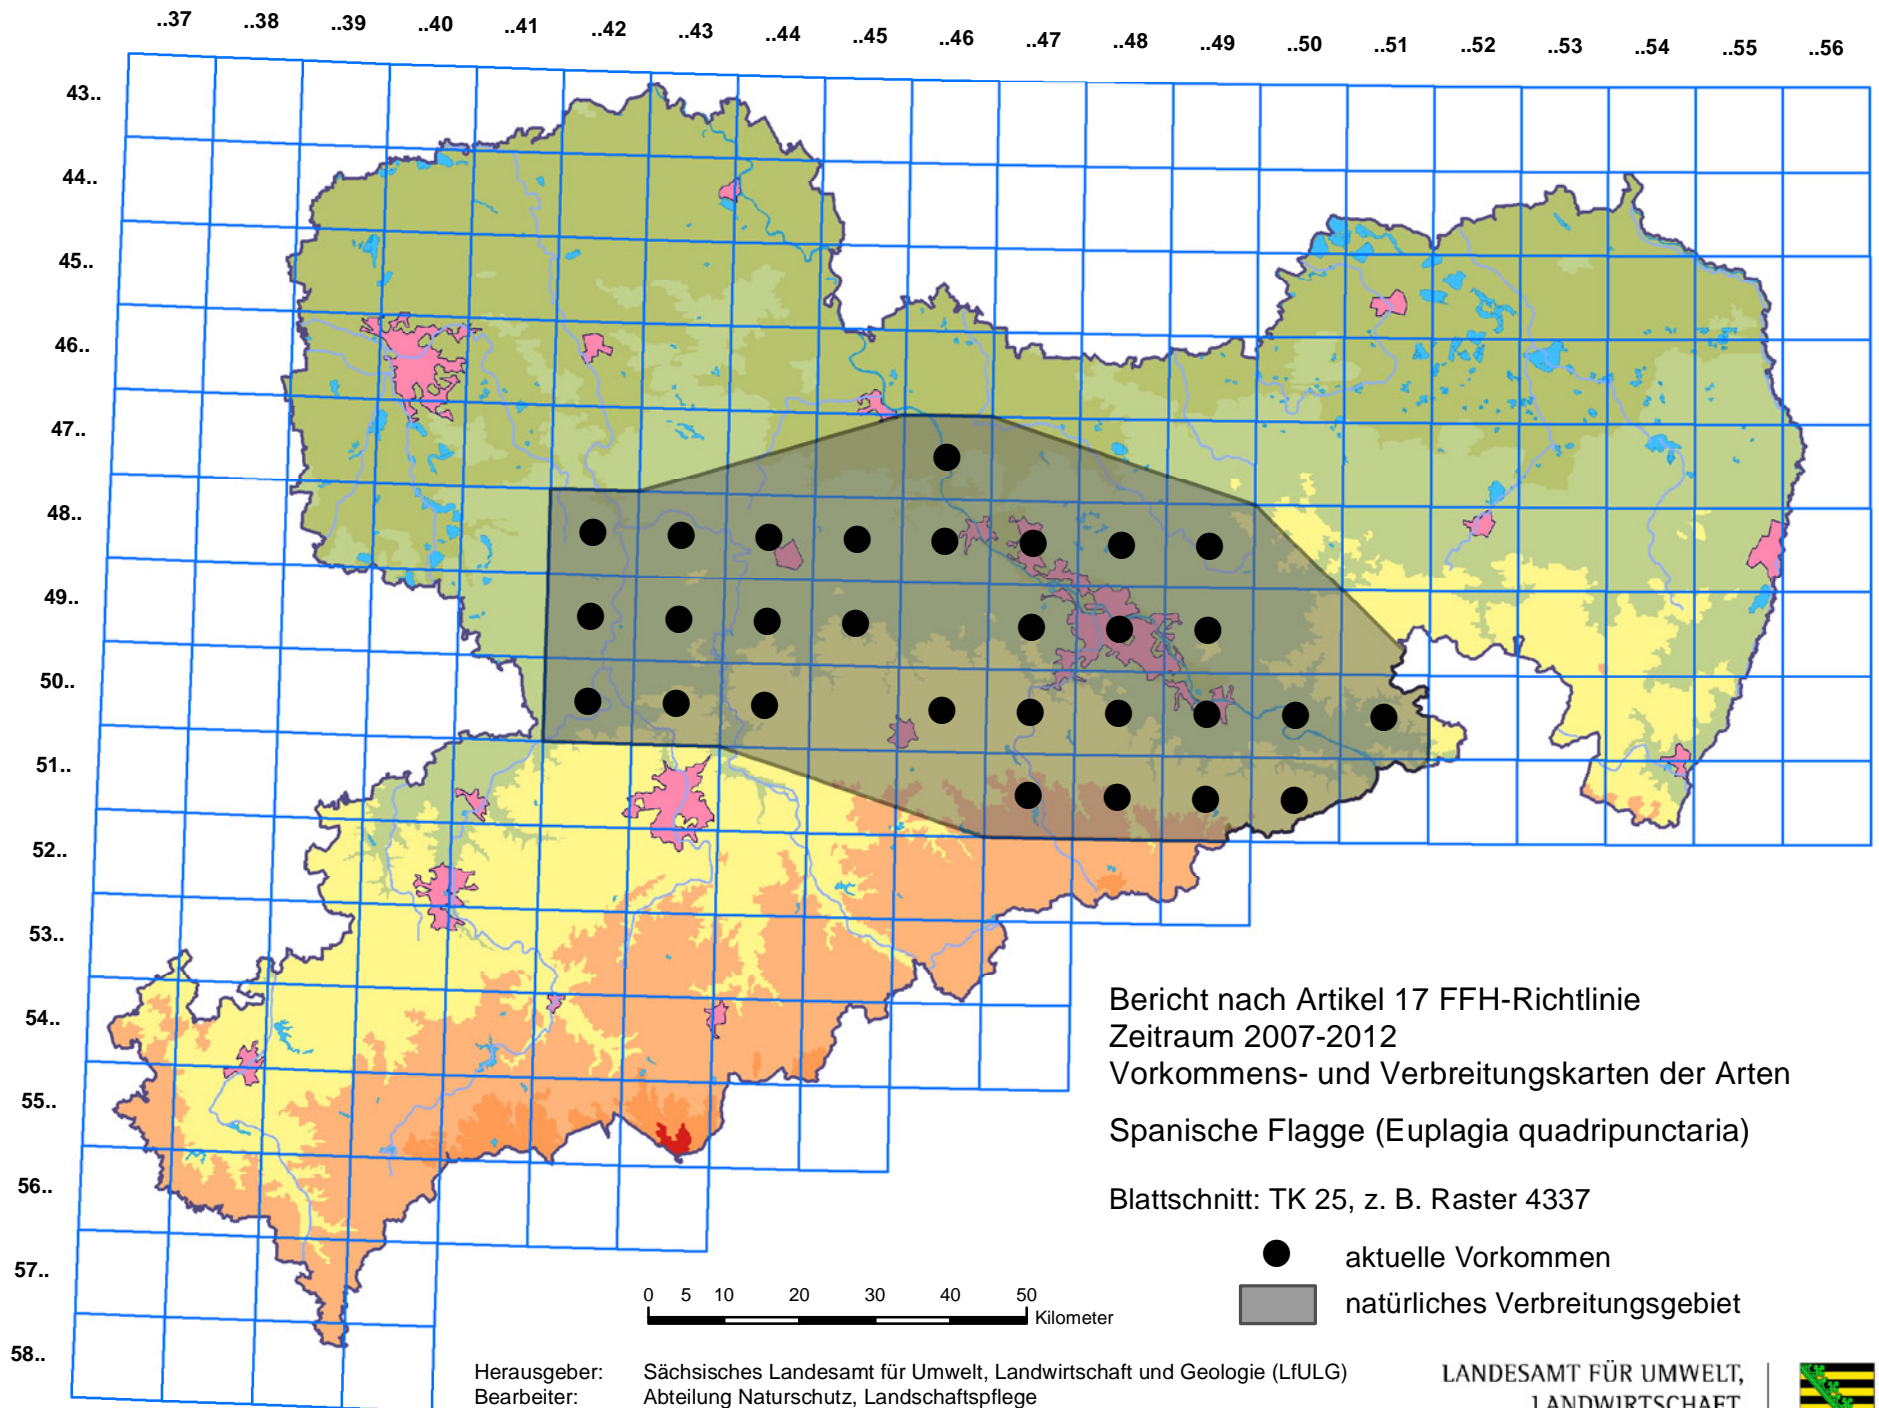 ..37 ..38 ..39 ..40 ..41 ..42 ..43 ..44 ..45 ..46 ..47 ..48 ..49 ..50 ..51 ..52 ..53 ..54 ..55 ..56
43..
44..
45..
46..
47..
48..
49..
50..
51..
52..
53..
54..
55..
56..
57..
58..
Bericht nach Artikel 17 FFH-Richtlinie
Zeitraum 2007-2012
Vorkommens- und Verbreitungskarten der Arten
Spanische Flagge (Euplagia quadripunctaria)
Blattschnitt: TK 25, z. B. Raster 4337
aktuelle Vorkommen
natürliches Verbreitungsgebiet
0 5 10 20 30 40 50
Kilometer
Herausgeber: Sächsisches Landesamt für Umwelt, Landwirtschaft und Geologie (LfULG)
Bearbeiter: Abteilung Naturschutz, Landschaftspflege
LANDESAMT FÜR UMWELT,
LANDWIRTSCHAFT